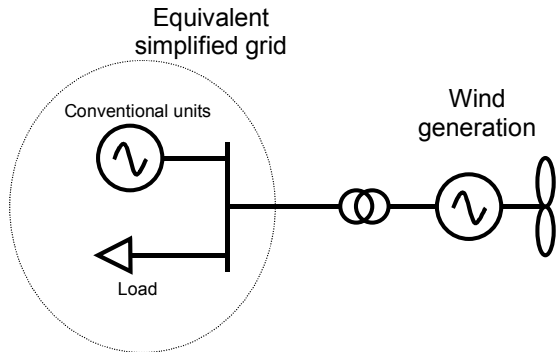 Equivalent
simplified grid
Conventional units
Wind
generation
Load